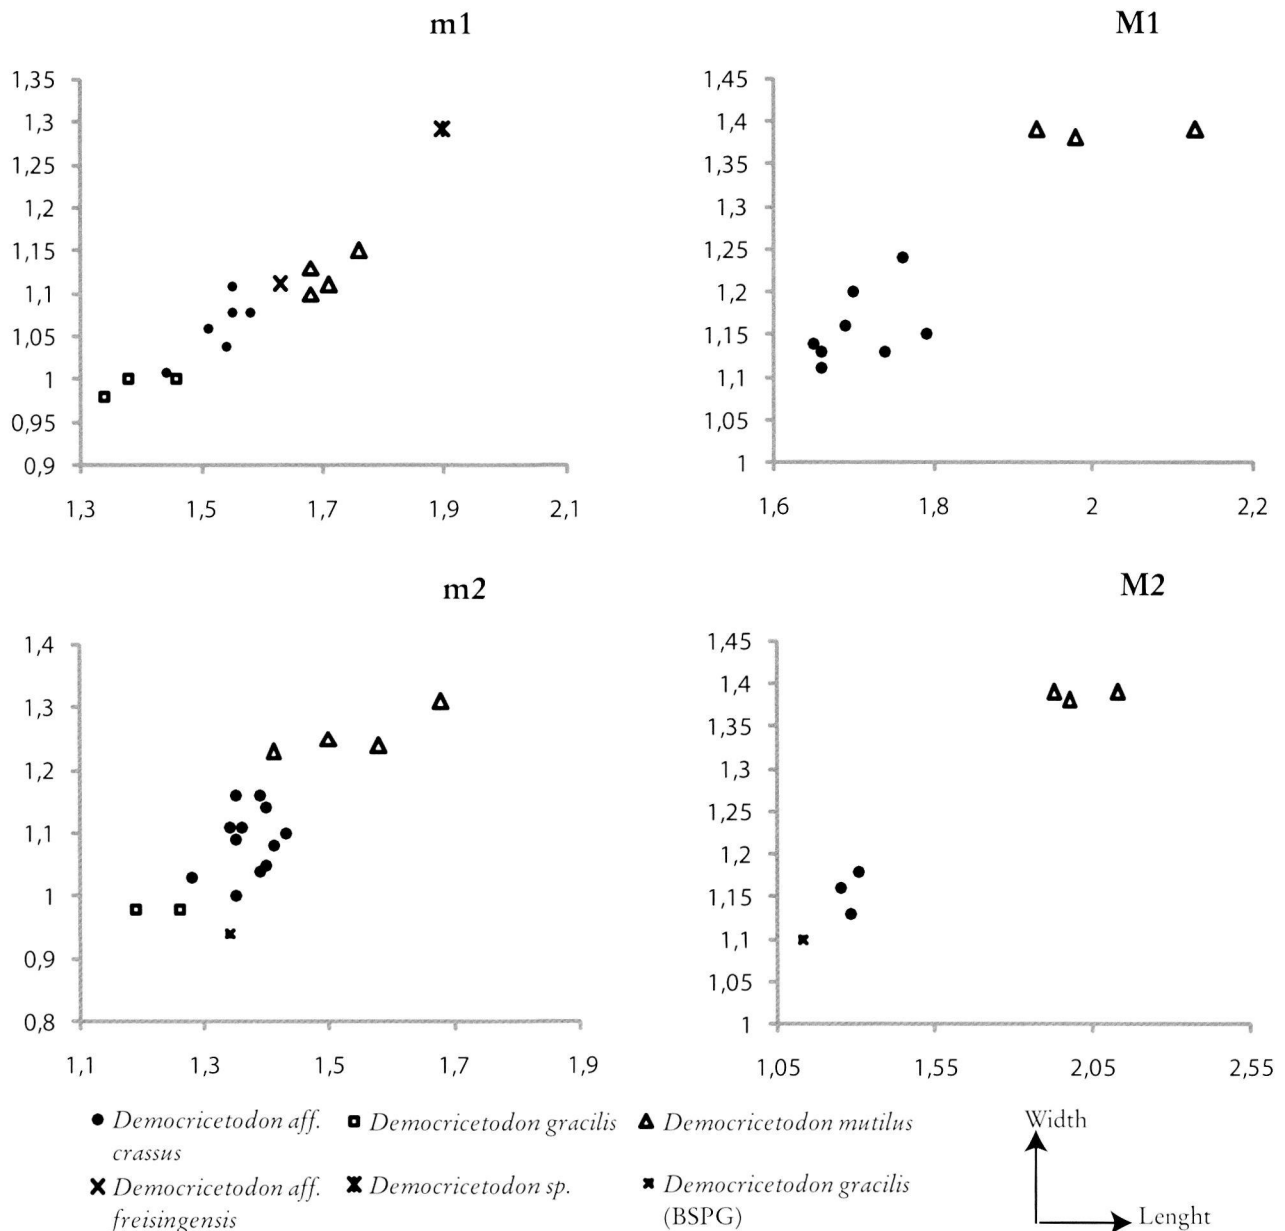 m1
1,35
1,3
1,25
1,2
1,15
1,1
1,05
1
0,95
0,9
1,3 1,5 1,7 1,9 2,1
M1
1,45
1,4
1,35
1,3
1,25
1,2
1,15
1,1
1,05
1
1,6 1,8 2 2,2
m2
1,4
1,3
1,2
1,1
1
0,9
0,8
1,1 1,3 1,5 1,7 1,9
M2
1,45
1,4
1,35
1,3
1,25
1,2
1,15
1,1
1,05
1
1,05 1,55 2,05 2,55
Democricetodon aff.
crassus
Democricetodon gracilis
Democricetodon mutilus
Democricetodon aff.
freisingensis
Democricetodon sp.
Democricetodon gracilis
(BSPG)
Width
Lenght